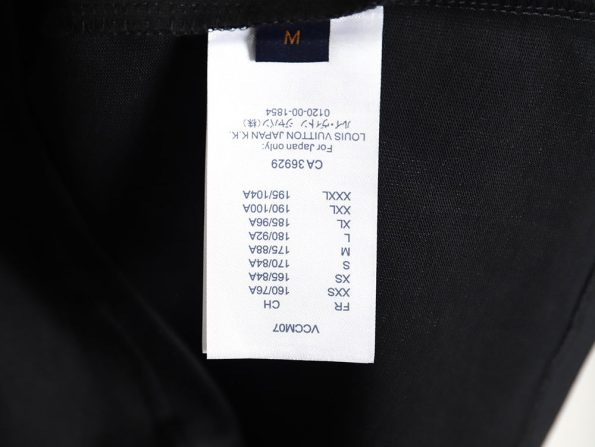 M
VCCM07
FR CH
XXS 160/76A
XS 165/84A
S 170/84A
M 175/88A
L 180/92A
XL 185/96A
XXL 190/100A
XXXL 195/104A
CA 36929
For Japan only:
LOUIS VUITTON JAPAN K.K.
ルイ・ヴィトン ジャパン(株)
0120-00-1854